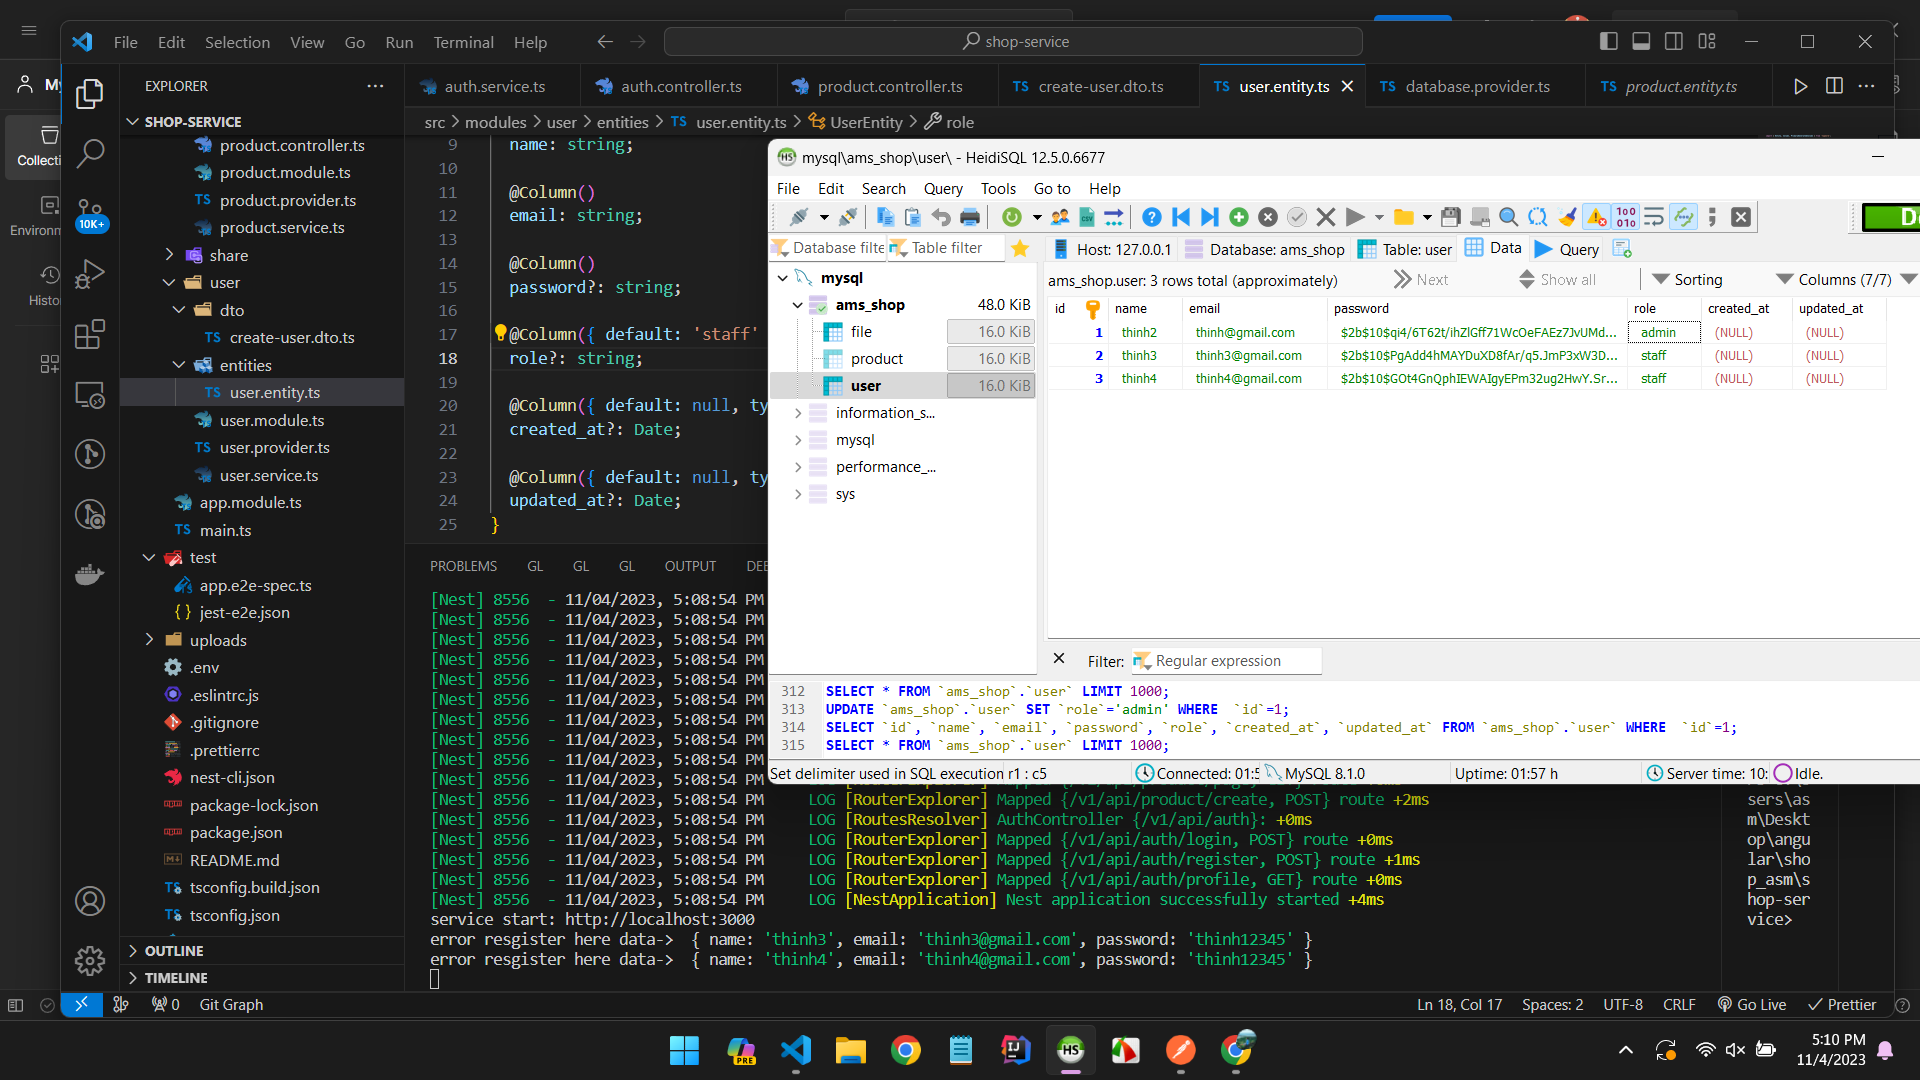 File Edit Selection View Go Run Terminal Help
shop-service
EXPLORER
SHOP-SERVICE
product.controller.ts
product.module.ts
product.provider.ts
product.service.ts
share
user
dto
create-user.dto.ts
entities
user.entity.ts
user.module.ts
user.provider.ts
user.service.ts
app.module.ts
main.ts
test
app.e2e-spec.ts
jest-e2e.json
uploads
.env
.eslintrc.js
.gitignore
.prettierrc
nest-cli.json
package-lock.json
package.json
README.md
tsconfig.build.json
tsconfig.json
OUTLINE
TIMELINE
My
Collecti
Environm
Histo
10K+
auth.service.ts auth.controller.ts product.controller.ts create-user.dto.ts user.entity.ts database.provider.ts product.entity.ts
src > modules > user > entities > user.entity.ts > UserEntity > role
9 name: string;
10
11 @Column()
12 email: string;
13
14 @Column()
15 password?: string;
16
17 @Column({ default: 'staff'
18 role?: string;
19
20 @Column({ default: null, ty
21 created_at?: Date;
22
23 @Column({ default: null, ty
24 updated_at?: Date;
25 }
PROBLEMS GL GL GL OUTPUT DE
[Nest] 8556 - 11/04/2023, 5:08:54 PM
[Nest] 8556 - 11/04/2023, 5:08:54 PM
[Nest] 8556 - 11/04/2023, 5:08:54 PM
[Nest] 8556 - 11/04/2023, 5:08:54 PM
[Nest] 8556 - 11/04/2023, 5:08:54 PM
[Nest] 8556 - 11/04/2023, 5:08:54 PM
[Nest] 8556 - 11/04/2023, 5:08:54 PM
[Nest] 8556 - 11/04/2023, 5:08:54 PM
[Nest] 8556 - 11/04/2023, 5:08:54 PM
[Nest] 8556 - 11/04/2023, 5:08:54 PM
[Nest] 8556 - 11/04/2023, 5:08:54 PM LOG [RouterExplorer] Mapped {/v1/api/product/create, POST} route +2ms
[Nest] 8556 - 11/04/2023, 5:08:54 PM LOG [RoutesResolver] AuthController {/v1/api/auth}: +0ms
[Nest] 8556 - 11/04/2023, 5:08:54 PM LOG [RouterExplorer] Mapped {/v1/api/auth/login, POST} route +0ms
[Nest] 8556 - 11/04/2023, 5:08:54 PM LOG [RouterExplorer] Mapped {/v1/api/auth/register, POST} route +1ms
[Nest] 8556 - 11/04/2023, 5:08:54 PM LOG [RouterExplorer] Mapped {/v1/api/auth/profile, GET} route +0ms
[Nest] 8556 - 11/04/2023, 5:08:54 PM LOG [NestApplication] Nest application successfully started +4ms
service start: http://localhost:3000
error resgister here data-> { name: 'thinh3', email: 'thinh3@gmail.com', password: 'thinh12345' }
error resgister here data-> { name: 'thinh4', email: 'thinh4@gmail.com', password: 'thinh12345' }
sers\as
m\Deskt
op\angu
lar\sho
p_asm\s
hop-ser
vice>
mysql\ams_shop\user\ - HeidiSQL 12.5.0.6677
File Edit Search Query Tools Go to Help
Database filte Table filter
Host: 127.0.0.1 Database: ams_shop Table: user Data Query
mysql
ams_shop 48.0 KiB
file 16.0 KiB
product 16.0 KiB
user 16.0 KiB
information_s...
mysql
performance_...
sys
ams_shop.user: 3 rows total (approximately) Next Show all Sorting Columns (7/7)
id name email password role created_at updated_at
1 thinh2 thinh@gmail.com $2b$10$qi4/6T62t/ihZlGff71WcOeFAEz7JvUMd... admin (NULL) (NULL)
2 thinh3 thinh3@gmail.com $2b$10$PgAdd4hMAYDuXD8fAr/q5.JmP3xW3D... staff (NULL) (NULL)
3 thinh4 thinh4@gmail.com $2b$10$GOt4GnQphIEWAIgyEPm32ug2HwY.Sr... staff (NULL) (NULL)
Filter: Regular expression
312 SELECT * FROM `ams_shop`.`user` LIMIT 1000;
313 UPDATE `ams_shop`.`user` SET `role`='admin' WHERE `id`=1;
314 SELECT `id`, `name`, `email`, `password`, `role`, `created_at`, `updated_at` FROM `ams_shop`.`user` WHERE `id`=1;
315 SELECT * FROM `ams_shop`.`user` LIMIT 1000;
Set delimiter used in SQL execution r1 : c5 Connected: 01:5 MySQL 8.1.0 Uptime: 01:57 h Server time: 10: Idle.
0 Git Graph Ln 18, Col 17 Spaces: 2 UTF-8 CRLF Go Live Prettier
5:10 PM
11/4/2023